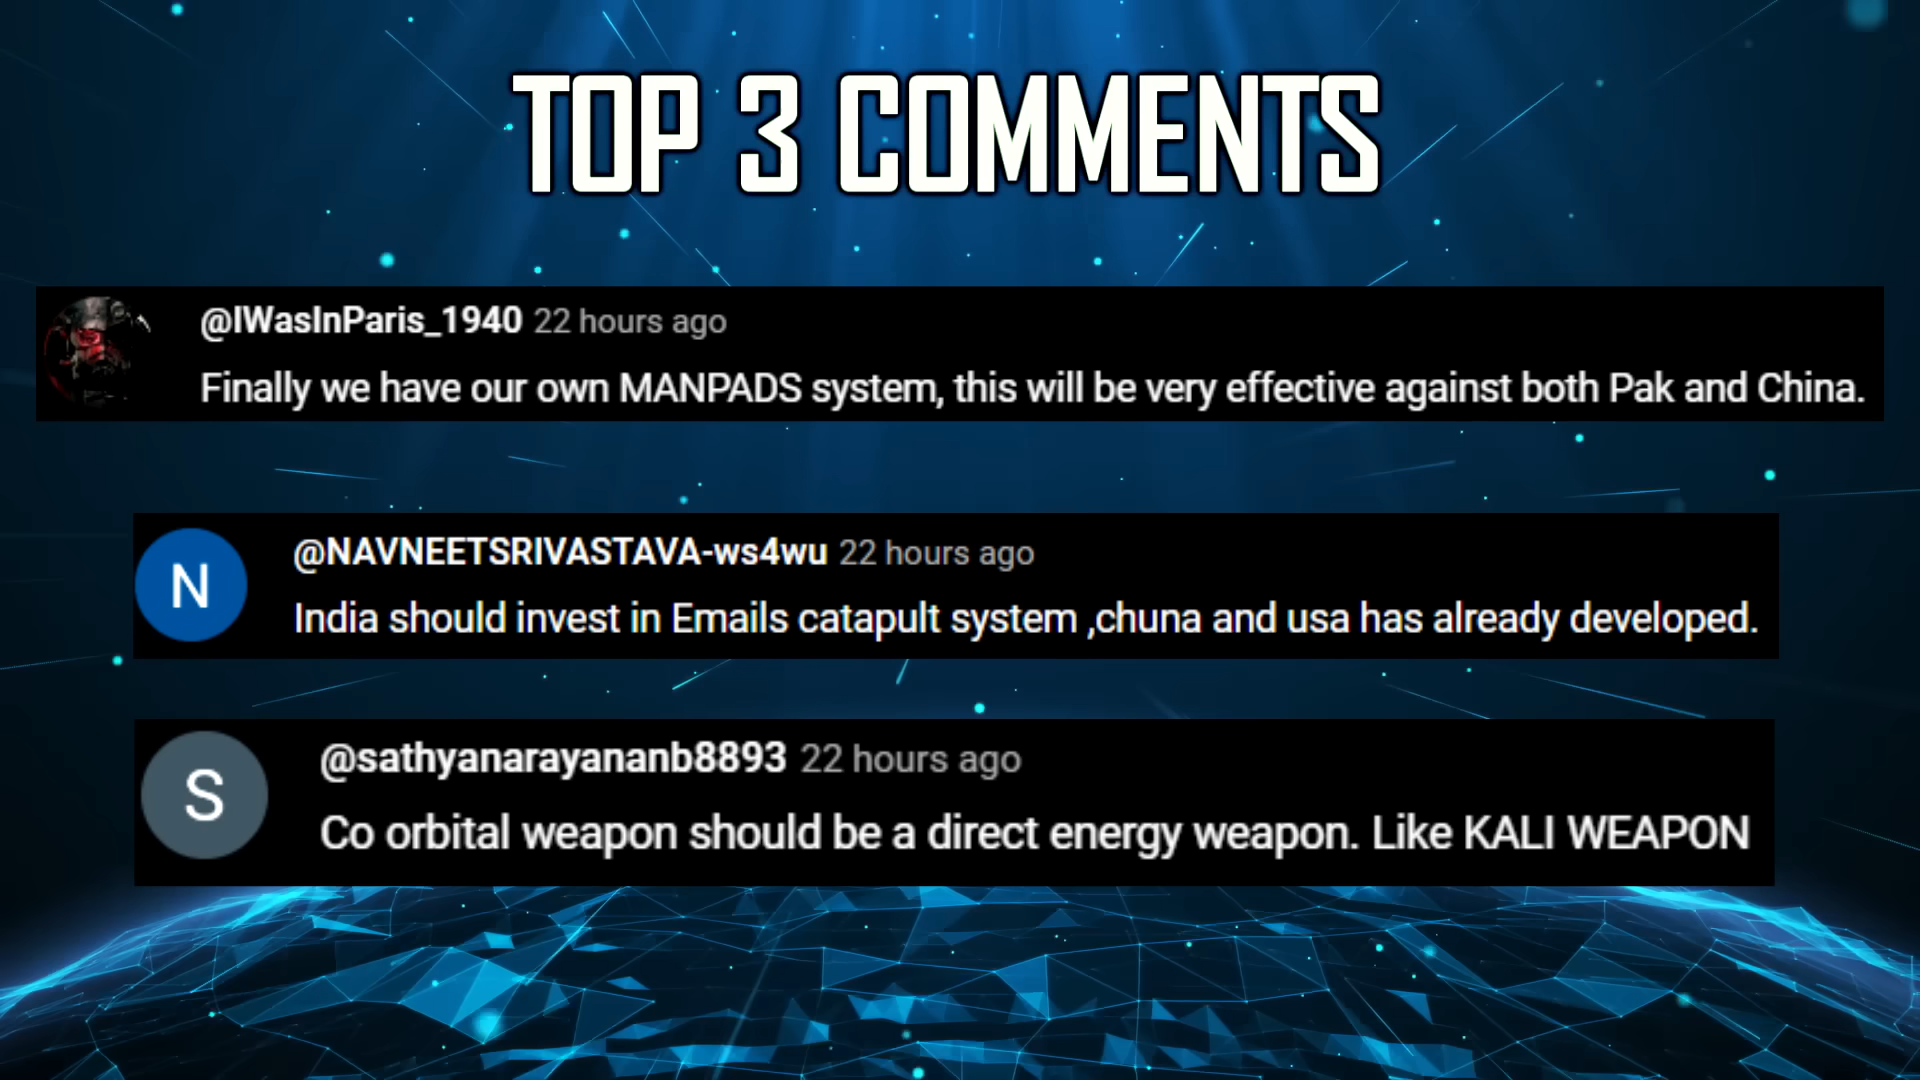 TOP 3 COMMENTS
@IWasInParis_1940 22 hours ago
Finally we have our own MANPADS system, this will be very effective against both Pak and China.
N
@NAVNEETSRIVASTAVA-ws4wu 22 hours ago
India should invest in Emails catapult system ,chuna and usa has already developed.
S
@sathyanarayananb8893 22 hours ago
Co orbital weapon should be a direct energy weapon. Like KALI WEAPON